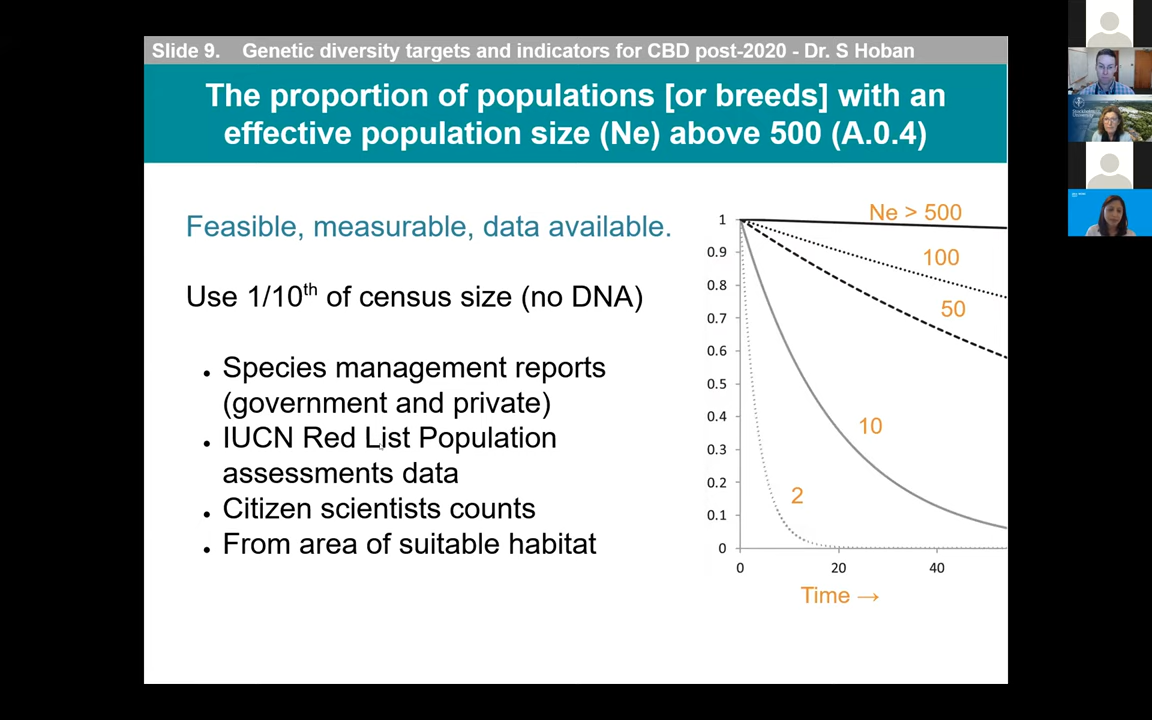 Slide 9. Genetic diversity targets and indicators for CBD post-2020 - Dr. S Hoban
The proportion of populations [or breeds] with an
effective population size (Ne) above 500 (A.0.4)
Feasible, measurable, data available.
Use 1/10th of census size (no DNA)
• Species management reports
(government and private)
• IUCN Red List Population
assessments data
• Citizen scientists counts
• From area of suitable habitat
Ne > 500
100
50
10
2
1
0.9
0.8
0.7
0.6
0.5
0.4
0.3
0.2
0.1
0
0 20 40
Time →